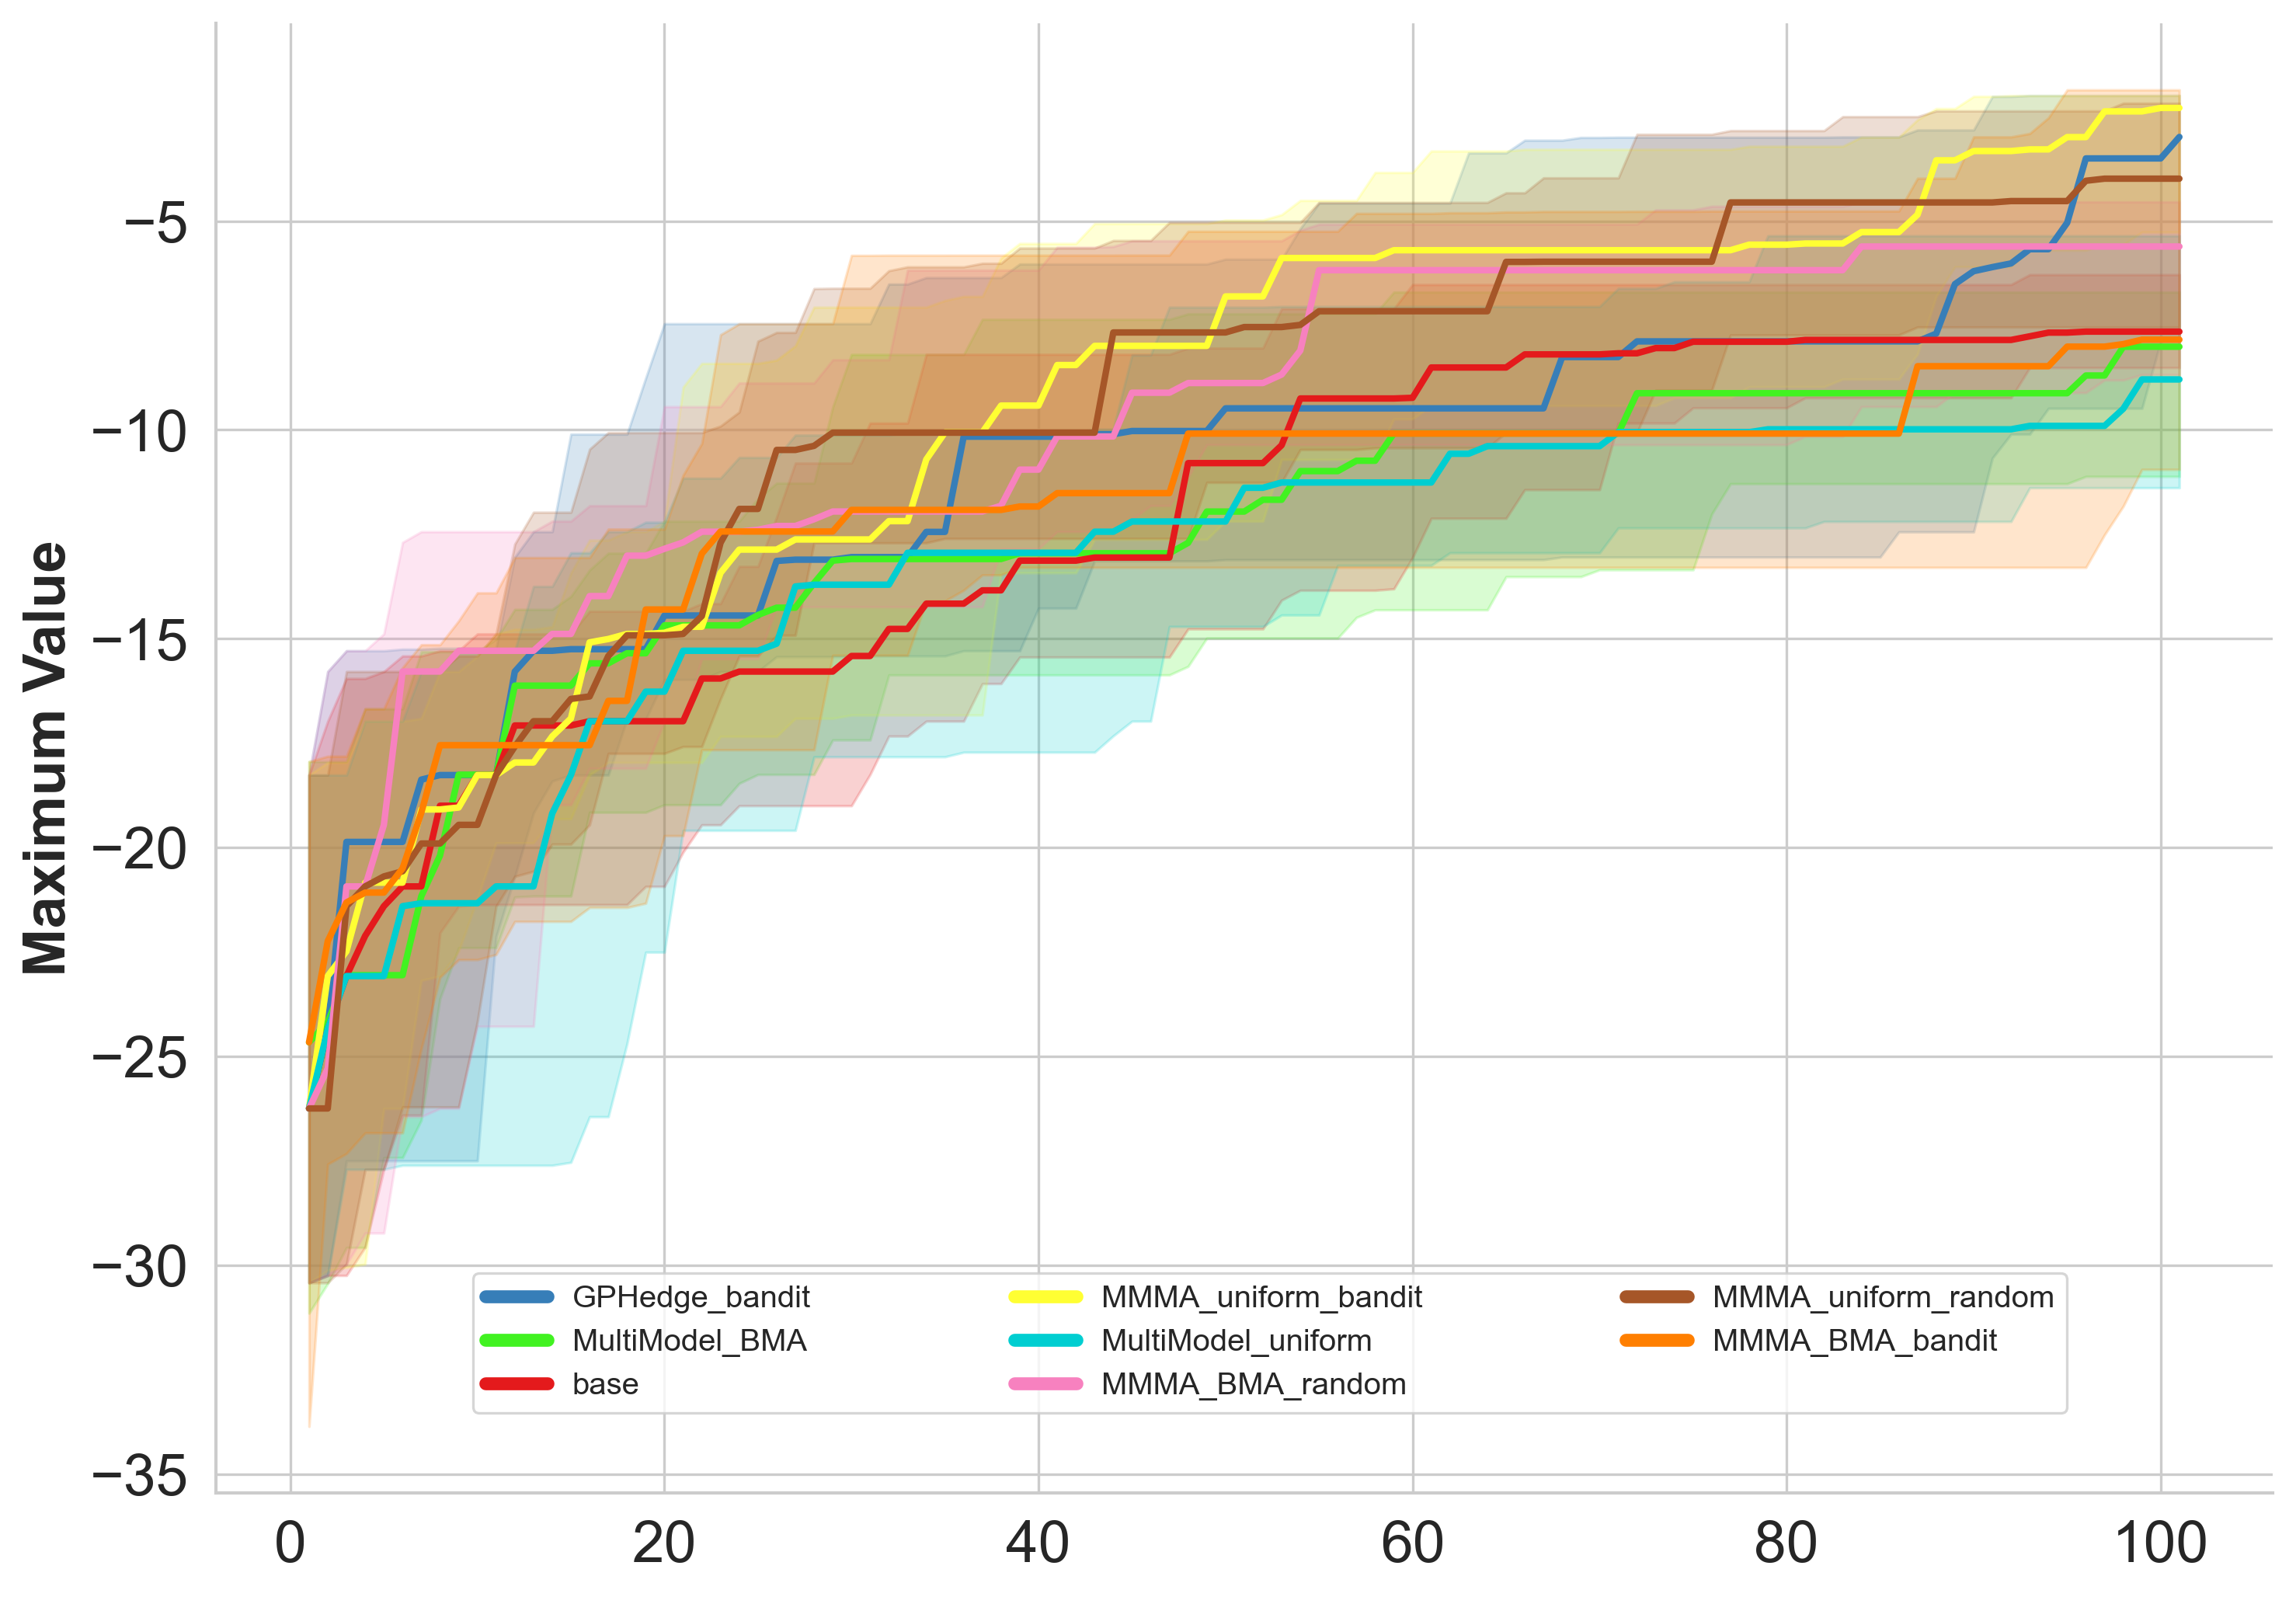 Maximum Value
−5
−10
−15
−20
−25
−30
−35
GPHedge_bandit
MultiModel_BMA
base
MMMA_uniform_bandit
MultiModel_uniform
MMMA_BMA_random
MMMA_uniform_random
MMMA_BMA_bandit
0 20 40 60 80 100